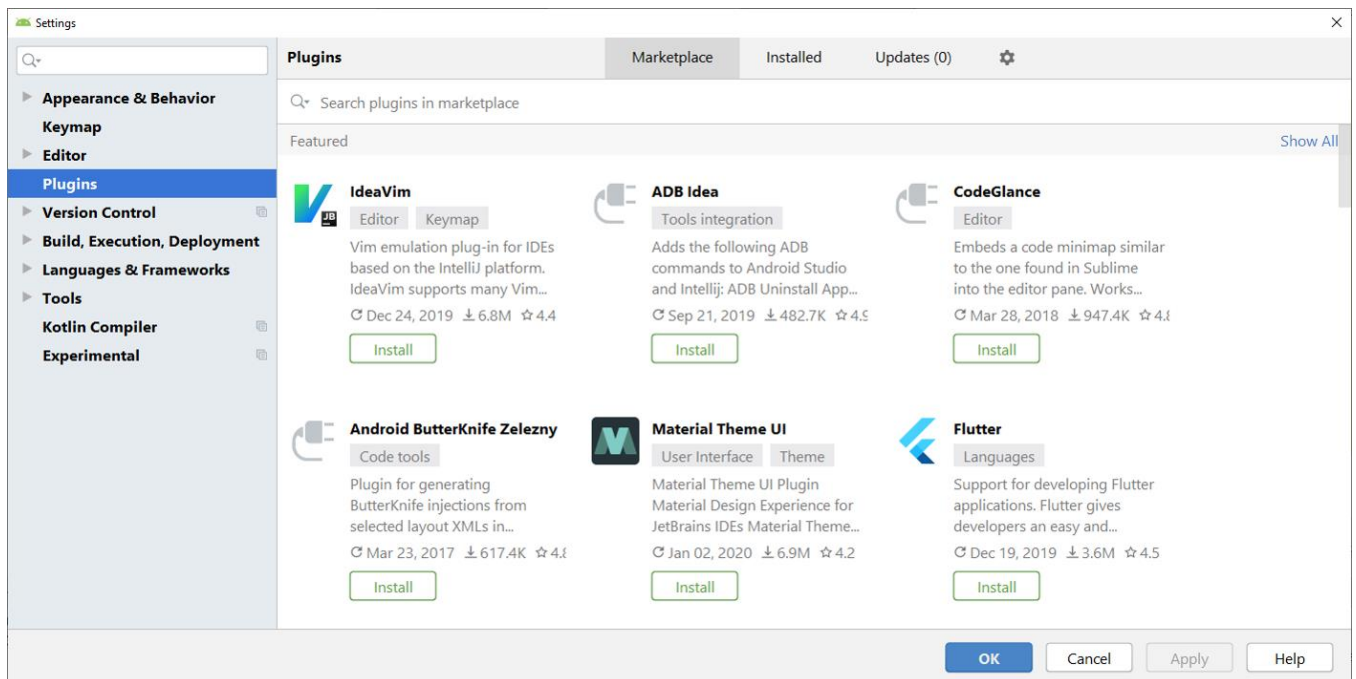 Settings
Appearance & Behavior
Keymap
Editor
Plugins
Version Control
Build, Execution, Deployment
Languages & Frameworks
Tools
Kotlin Compiler
Experimental
Plugins Marketplace Installed Updates (0)
Search plugins in marketplace
Featured Show All
IdeaVim
Editor Keymap
Vim emulation plug-in for IDEs
based on the IntelliJ platform.
IdeaVim supports many Vim...
Dec 24, 2019 6.8M 4.4
Install
ADB Idea
Tools integration
Adds the following ADB
commands to Android Studio
and Intellij: ADB Uninstall App...
Sep 21, 2019 482.7K 4.9
Install
CodeGlance
Editor
Embeds a code minimap similar
to the one found in Sublime
into the editor pane. Works...
Mar 28, 2018 947.4K
Install
Android ButterKnife Zelezny
Code tools
Plugin for generating
ButterKnife injections from
selected layout XMLs in...
Mar 23, 2017 617.4K
Install
Material Theme UI
User Interface Theme
Material Theme UI Plugin
Material Design Experience for
JetBrains IDEs Material Theme...
Jan 02, 2020 6.9M 4.2
Install
Flutter
Languages
Support for developing Flutter
applications. Flutter gives
developers an easy and...
Dec 19, 2019 3.6M 4.5
Install
OK Cancel Apply Help